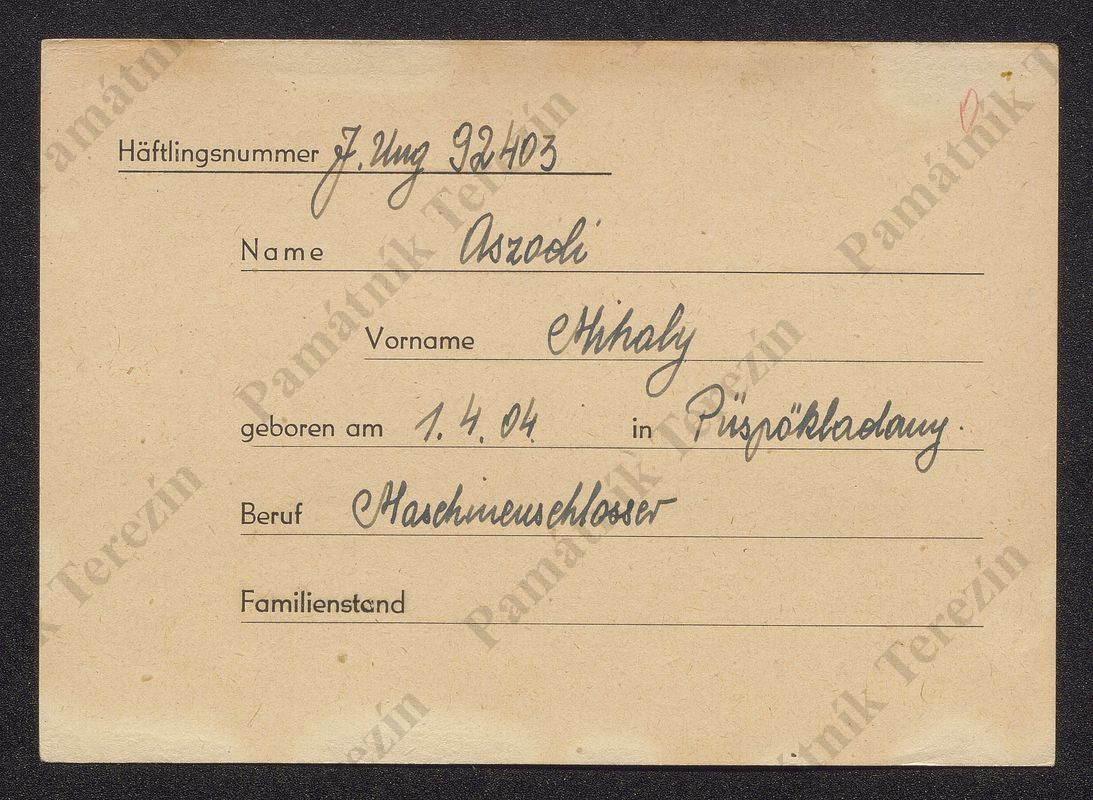 Häftlingsnummer J. Ung 92403
Name Aszodi
Vorname Mihaly
geboren am 1. 4. 04. in Püspökladany.
Beruf Maschinenschlosser
Familienstand
Památník Terezín